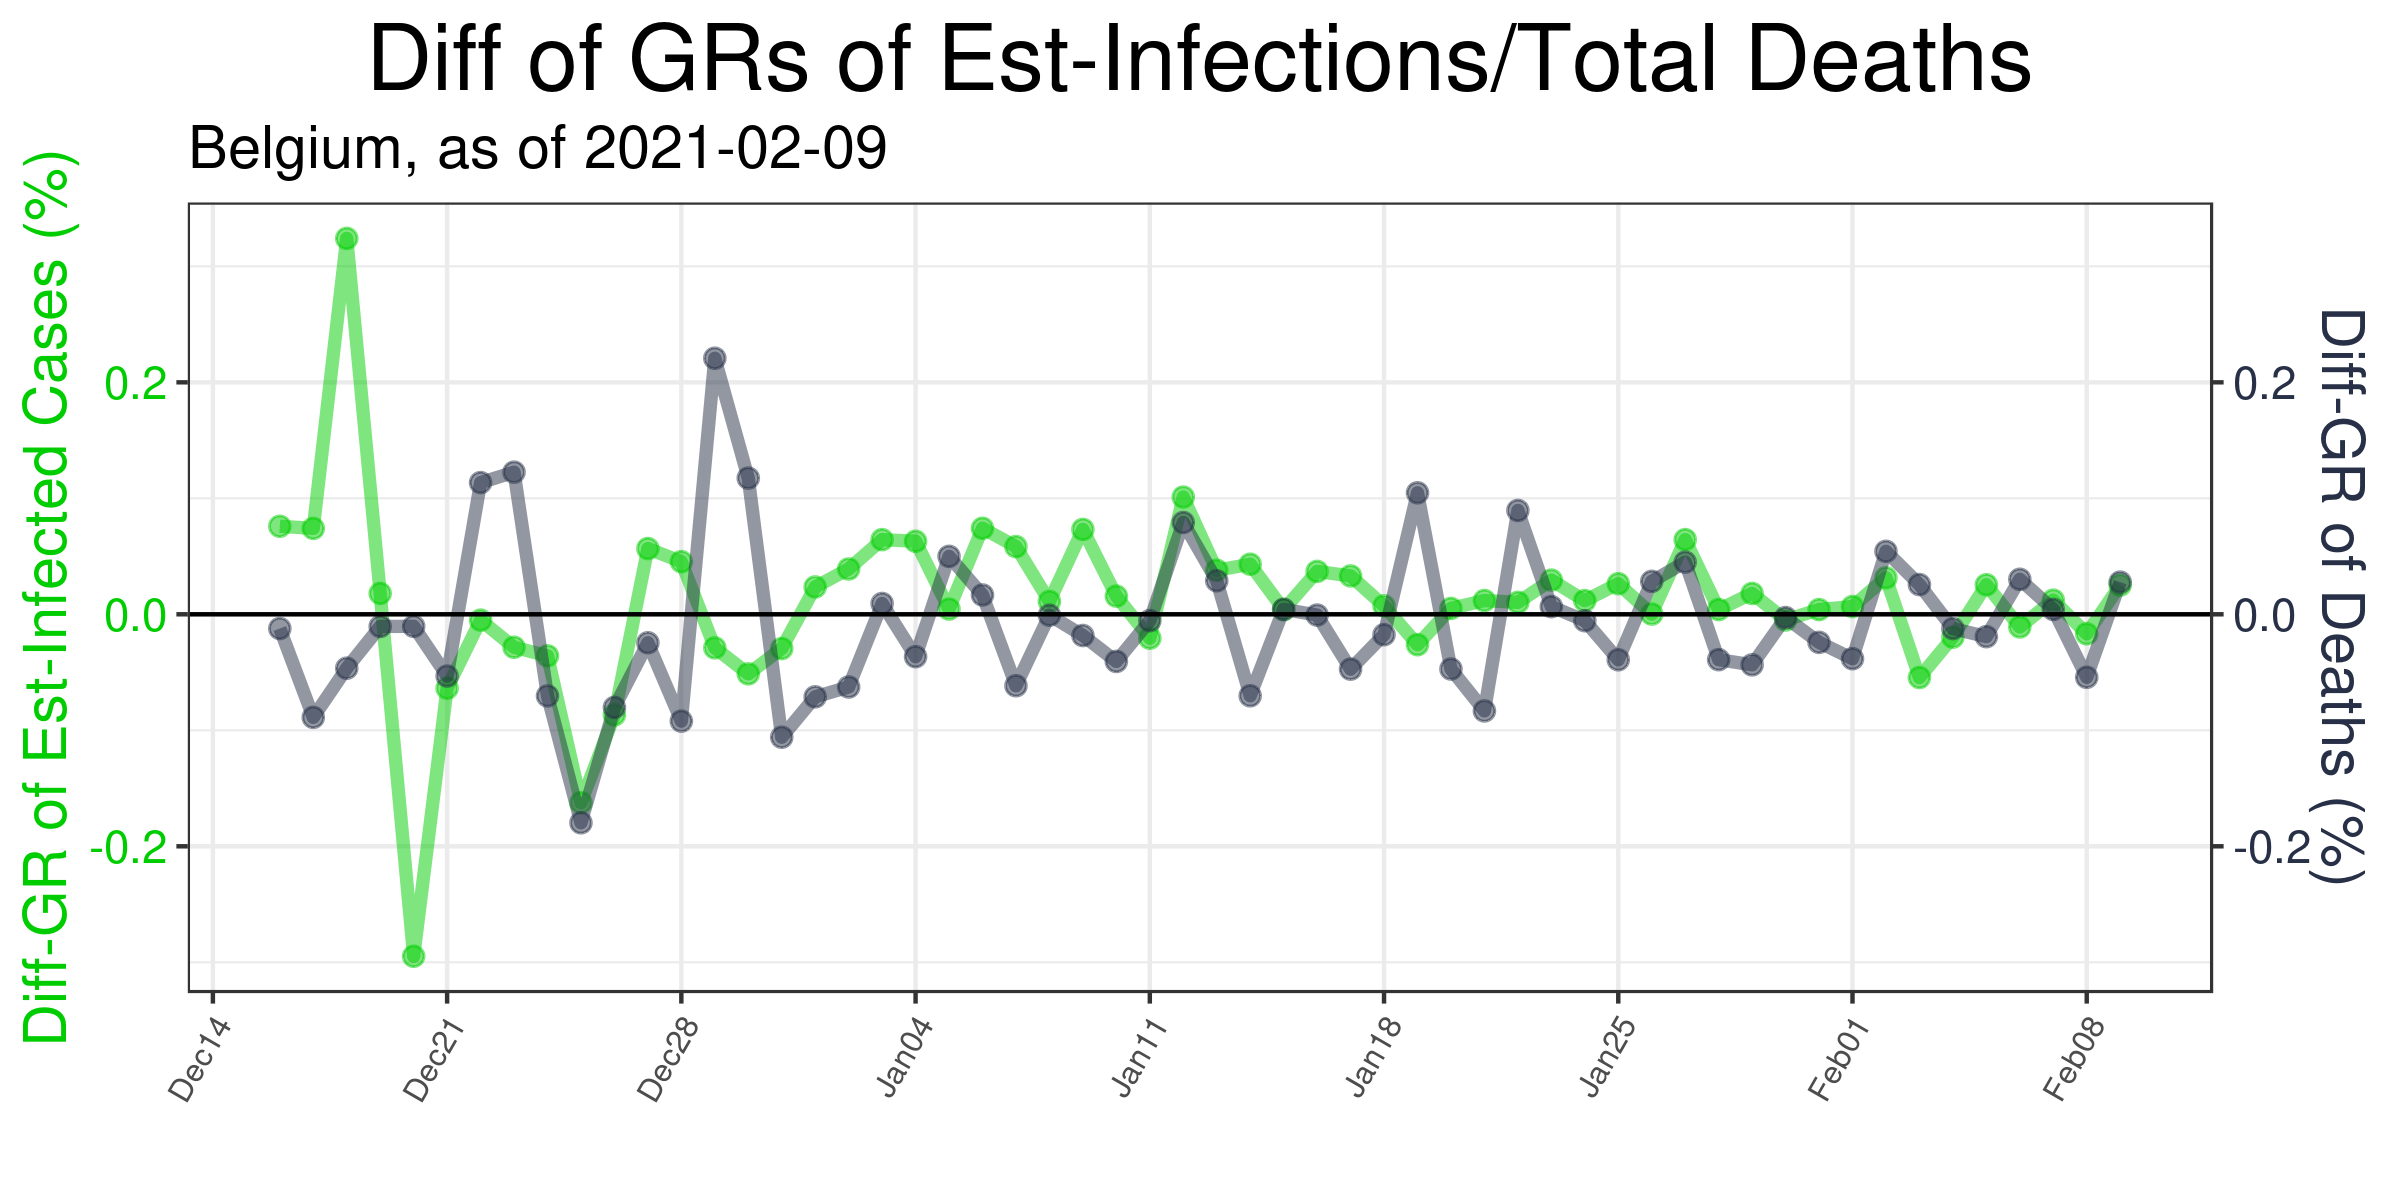 Diff of GRs of Est-Infections/Total Deaths
Belgium, as of 2021-02-09
Diff-GR of Est-Infected Cases (%)
0.2
0.0
-0.2
0.2
0.0
-0.2
Diff-GR of Deaths (%)
Dec14
Dec21
Dec28
Jan04
Jan11
Jan18
Jan25
Feb01
Feb08